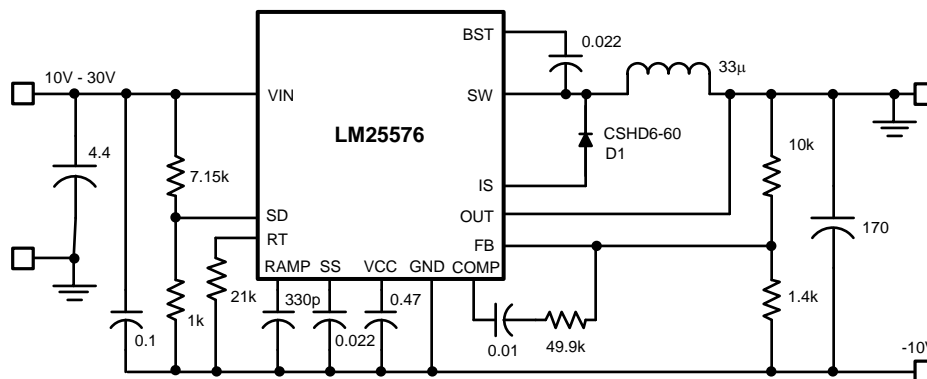 BST
0.022
33µ
10V - 30V
VIN
SW
LM25576
CSHD6-60
D1
10k
4.4
7.15k
IS
SD
OUT
170
RT
FB
RAMP
SS
VCC
GND
COMP
21k
330p
0.47
1.4k
1k
0.1
0.022
0.01
49.9k
-10V